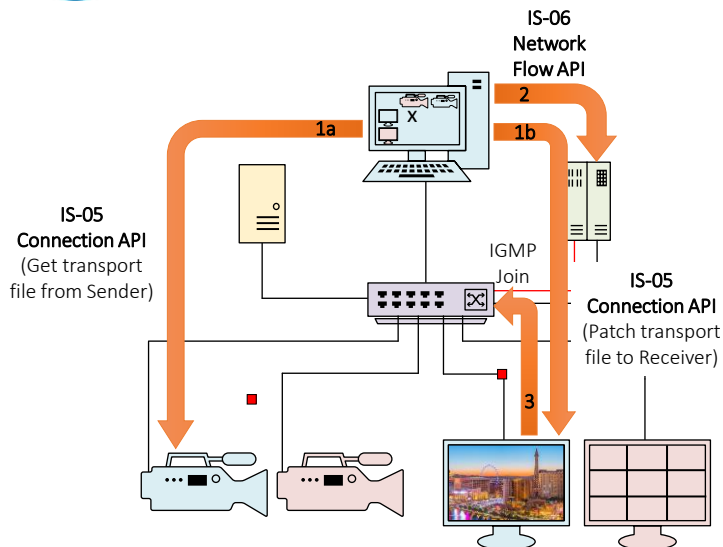 IS-06
Network
Flow API
2
1a
1b
X
IS-05
Connection API
(Get transport
file from Sender)
IGMP
Join
IS-05
Connection API
(Patch transport
file to Receiver)
3